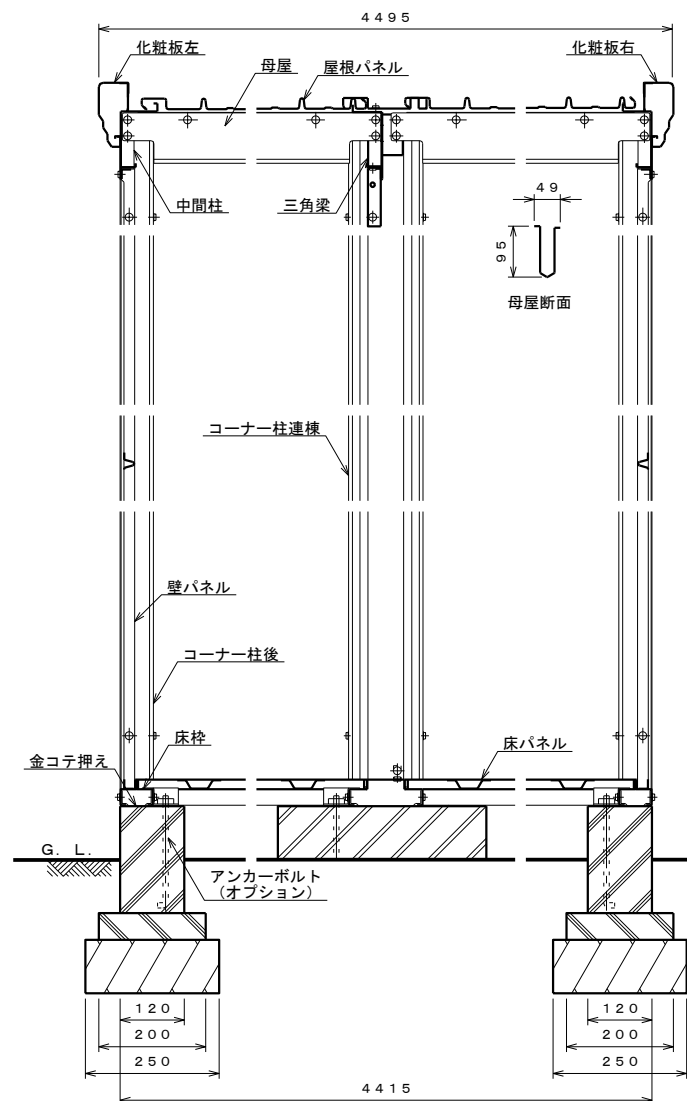 4495
化粧板左
化粧板右
母屋
屋根パネル
中間柱
三角梁
49
95
母屋断面
コーナー柱連棟
壁パネル
コーナー柱後
床枠
床パネル
金コテ押え
G.L.
アンカーボルト
(オプション)
120
120
200
200
250
250
4415